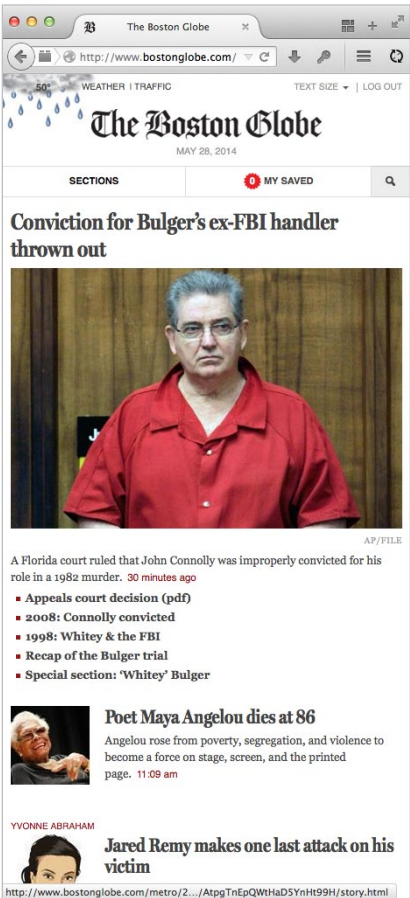 The Boston Globe
http://www.bostonglobe.com/
50° WEATHER | TRAFFIC TEXT SIZE | LOG OUT
The Boston Globe
MAY 28, 2014
SECTIONS 0 MY SAVED
Conviction for Bulger's ex-FBI handler
thrown out
AP/FILE
A Florida court ruled that John Connolly was improperly convicted for his
role in a 1982 murder. 30 minutes ago
Appeals court decision (pdf)
2008: Connolly convicted
1998: Whitey & the FBI
Recap of the Bulger trial
Special section: ‘Whitey’ Bulger
Poet Maya Angelou dies at 86
Angelou rose from poverty, segregation, and violence to
become a force on stage, screen, and the printed
page. 11:09 am
YVONNE ABRAHAM
Jared Remy makes one last attack on his
victim
http://www.bostonglobe.com/metro/2.../AtpgTnEpQWtHaD5YnHt99H/story.html